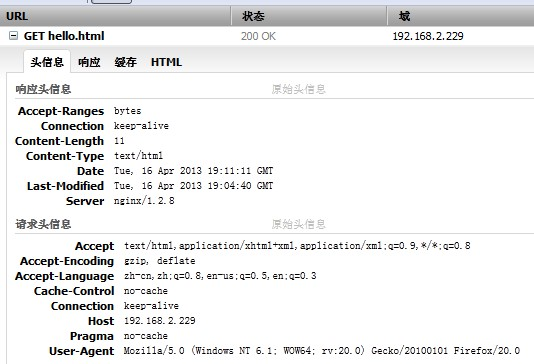 URL 状态 域
GET hello.html 200 OK 192.168.2.229
头信息 响应 缓存 HTML
响应头信息 原始头信息
Accept-Ranges bytes
Connection keep-alive
Content-Length 11
Content-Type text/html
Date Tue, 16 Apr 2013 19:11:11 GMT
Last-Modified Tue, 16 Apr 2013 19:04:40 GMT
Server nginx/1.2.8
请求头信息 原始头信息
Accept text/html,application/xhtml+xml,application/xml;q=0.9,*/*;q=0.8
Accept-Encoding gzip, deflate
Accept-Language zh-cn,zh;q=0.8,en-us;q=0.5,en;q=0.3
Cache-Control no-cache
Connection keep-alive
Host 192.168.2.229
Pragma no-cache
User-Agent Mozilla/5.0 (Windows NT 6.1; WOW64; rv:20.0) Gecko/20100101 Firefox/20.0